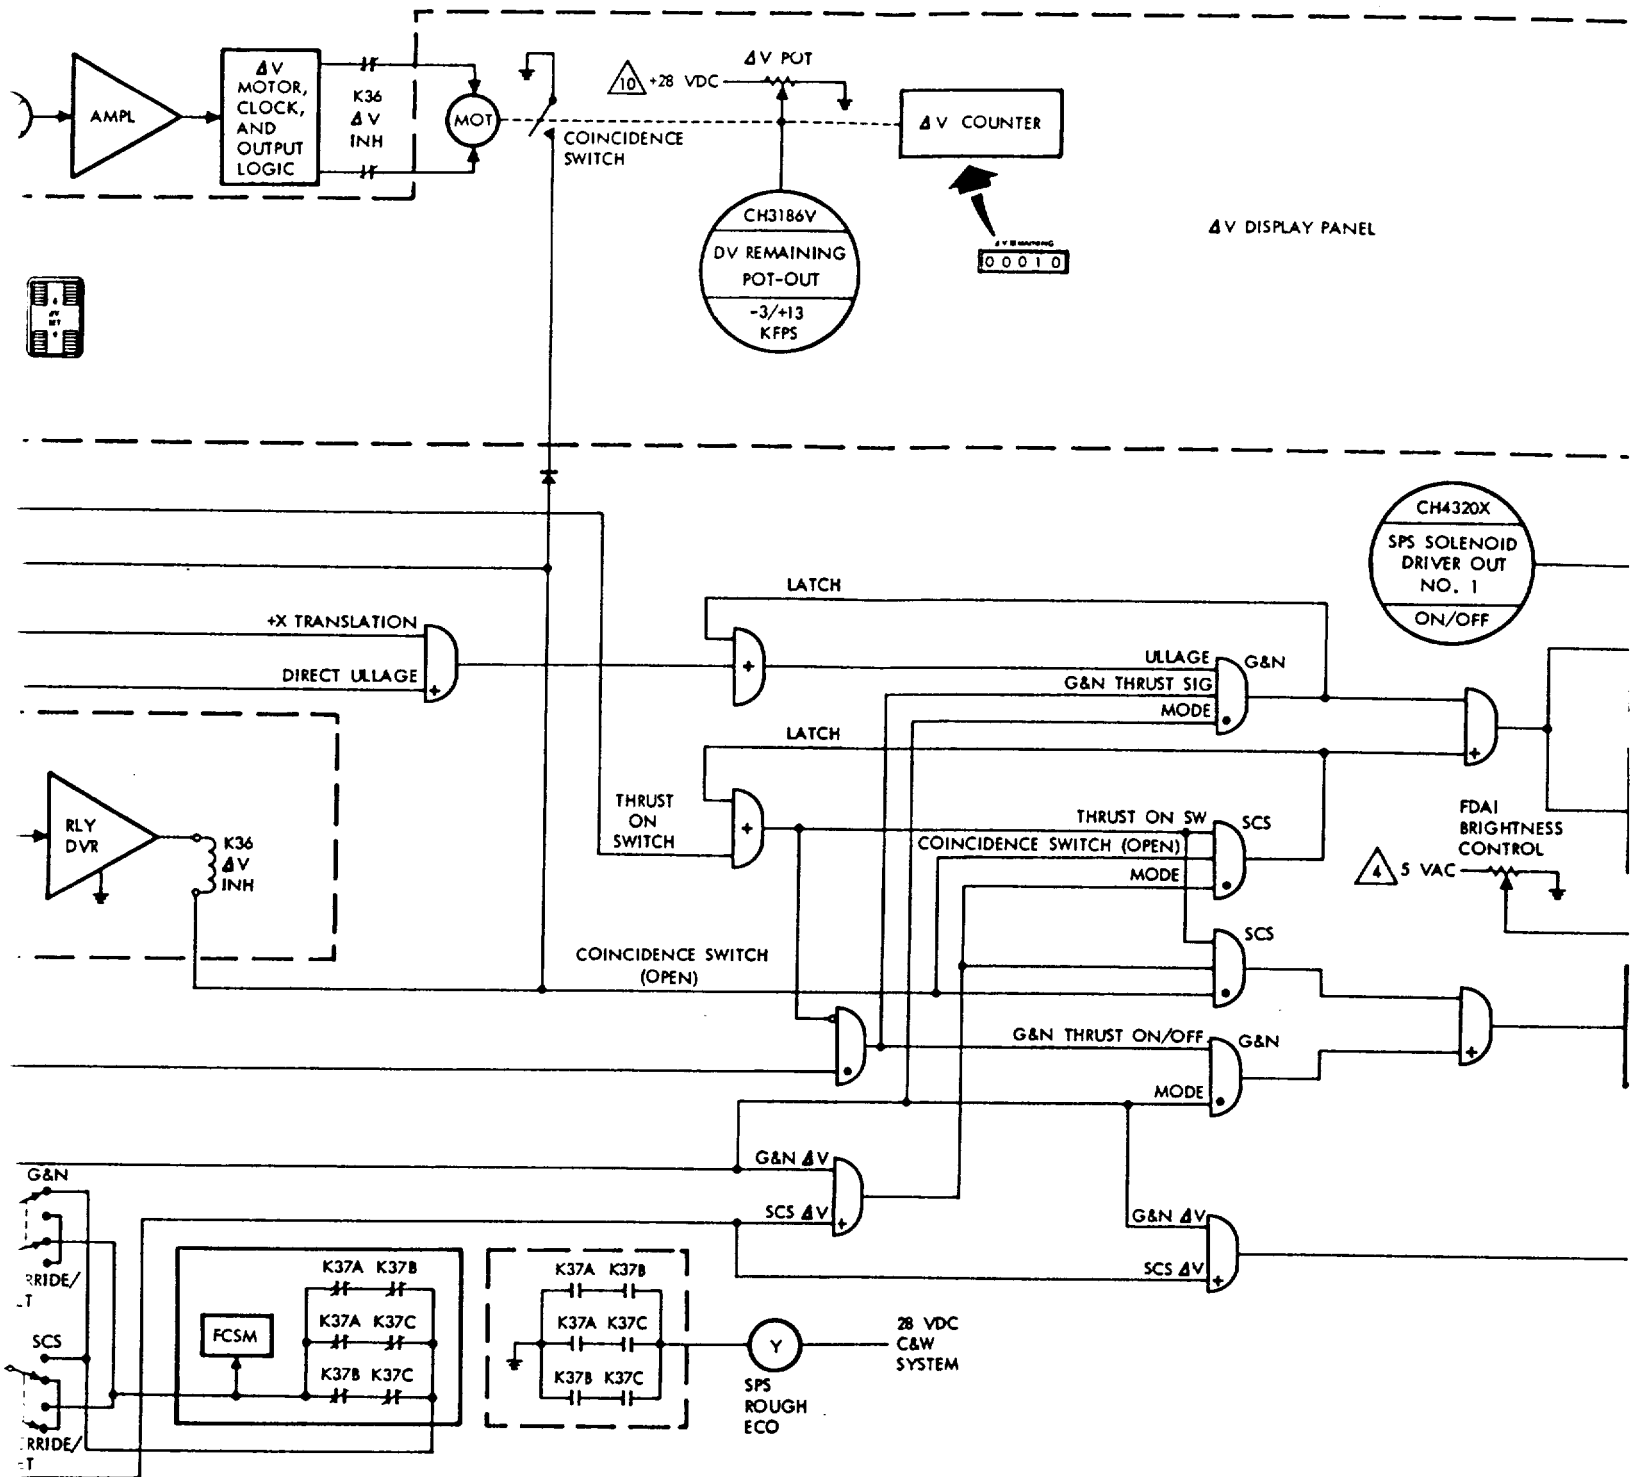 ΔV POT
10 +28 VDC
ΔV
MOTOR,
CLOCK,
AND
OUTPUT
LOGIC
AMPL
K36
ΔV
INH
MOT
COINCIDENCE
SWITCH
ΔV COUNTER
CH3186V
DV REMAINING
POT-OUT
-3/+13
KFPS
ΔV REMAINING
00010
ΔV DISPLAY PANEL
CH4320X
SPS SOLENOID
DRIVER OUT
NO. 1
ON/OFF
LATCH
+X TRANSLATION
+
+
DIRECT ULLAGE
ULLAGE
G&N
G&N THRUST SIG
MODE
LATCH
+
RLY
DVR
K36
ΔV
INH
THRUST
ON
SWITCH
+
THRUST ON SW
SCS
COINCIDENCE SWITCH (OPEN)
MODE
FDAI
BRIGHTNESS
CONTROL
4 5 VAC
COINCIDENCE SWITCH
(OPEN)
SCS
G&N THRUST ON/OFF
G&N
+
MODE
G&N
G&N ΔV
SCS ΔV
+
G&N ΔV
SCS ΔV
+
RRIDE/
SCS
RRIDE/
FCSM
K37A K37B
K37A K37C
K37B K37C
K37A K37B
K37A K37C
K37B K37C
Y
SPS
ROUGH
ECO
28 VDC
C&W
SYSTEM